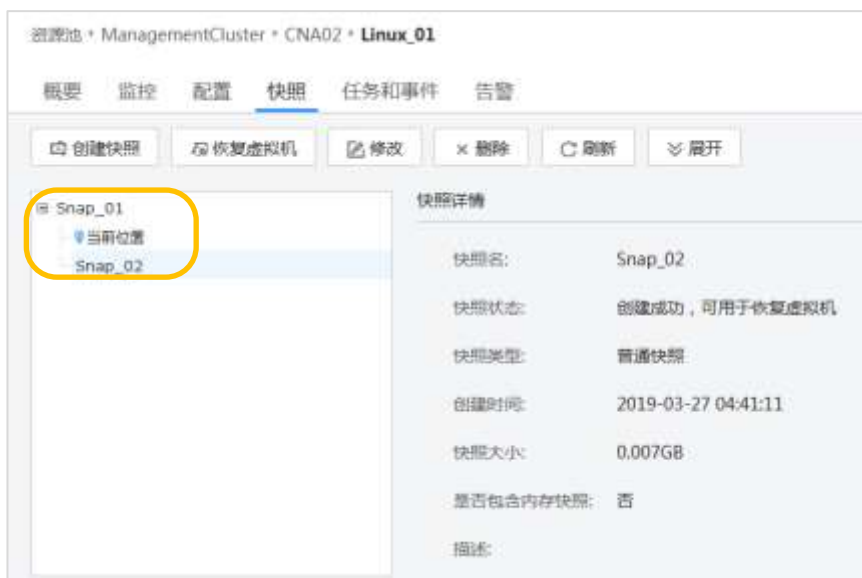 资源池 • ManagementCluster • CNA02 • Linux_01
概要 监控 配置 快照 任务和事件 告警
创建快照 恢复虚拟机 修改 删除 刷新 展开
Snap_01
当前位置
Snap_02
快照详情
快照名: Snap_02
快照状态: 创建成功，可用于恢复虚拟机
快照类型: 普通快照
创建时间: 2019-03-27 04:41:11
快照大小: 0.007GB
是否包含内存快照: 否
描述: